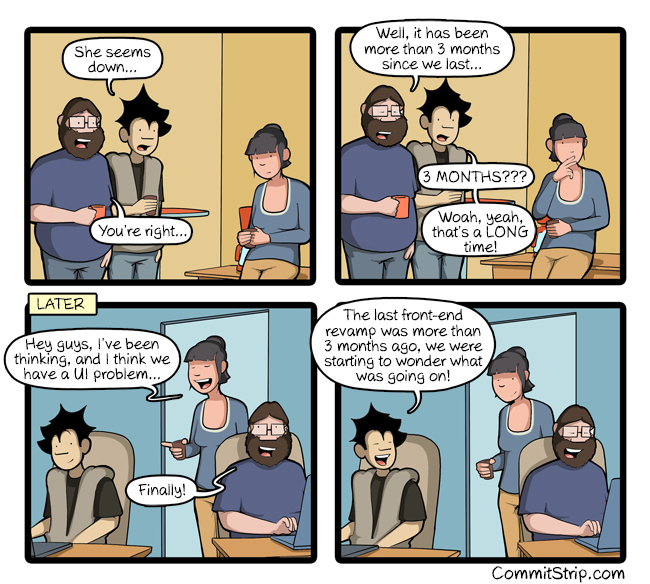 She seems
down...
You're right...
Well, it has been
more than 3 months
since we last...
3 MONTHS???
Woah, yeah,
that's a LONG
time!
LATER
Hey guys, I've been
thinking, and I think we
have a UI problem...
Finally!
The last front-end
revamp was more than
3 months ago, we were
starting to wonder what
was going on!
CommitStrip.com